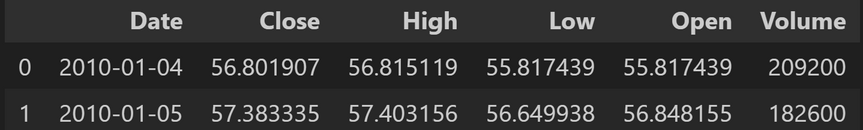 Date Close High Low Open Volume
0 2010-01-04 56.801907 56.815119 55.817439 55.817439 209200
1 2010-01-05 57.383335 57.403156 56.649938 56.848155 182600